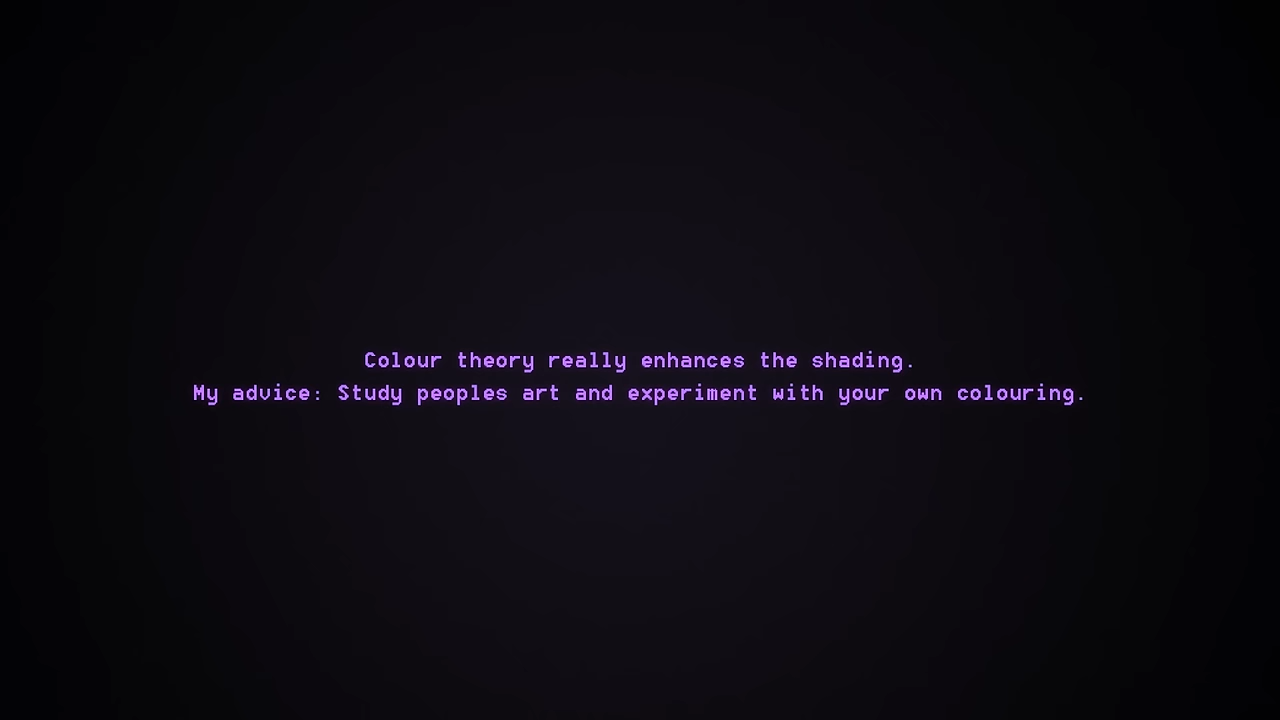 Colour theory really enhances the shading.
My advice: Study peoples art and experiment with your own colouring.